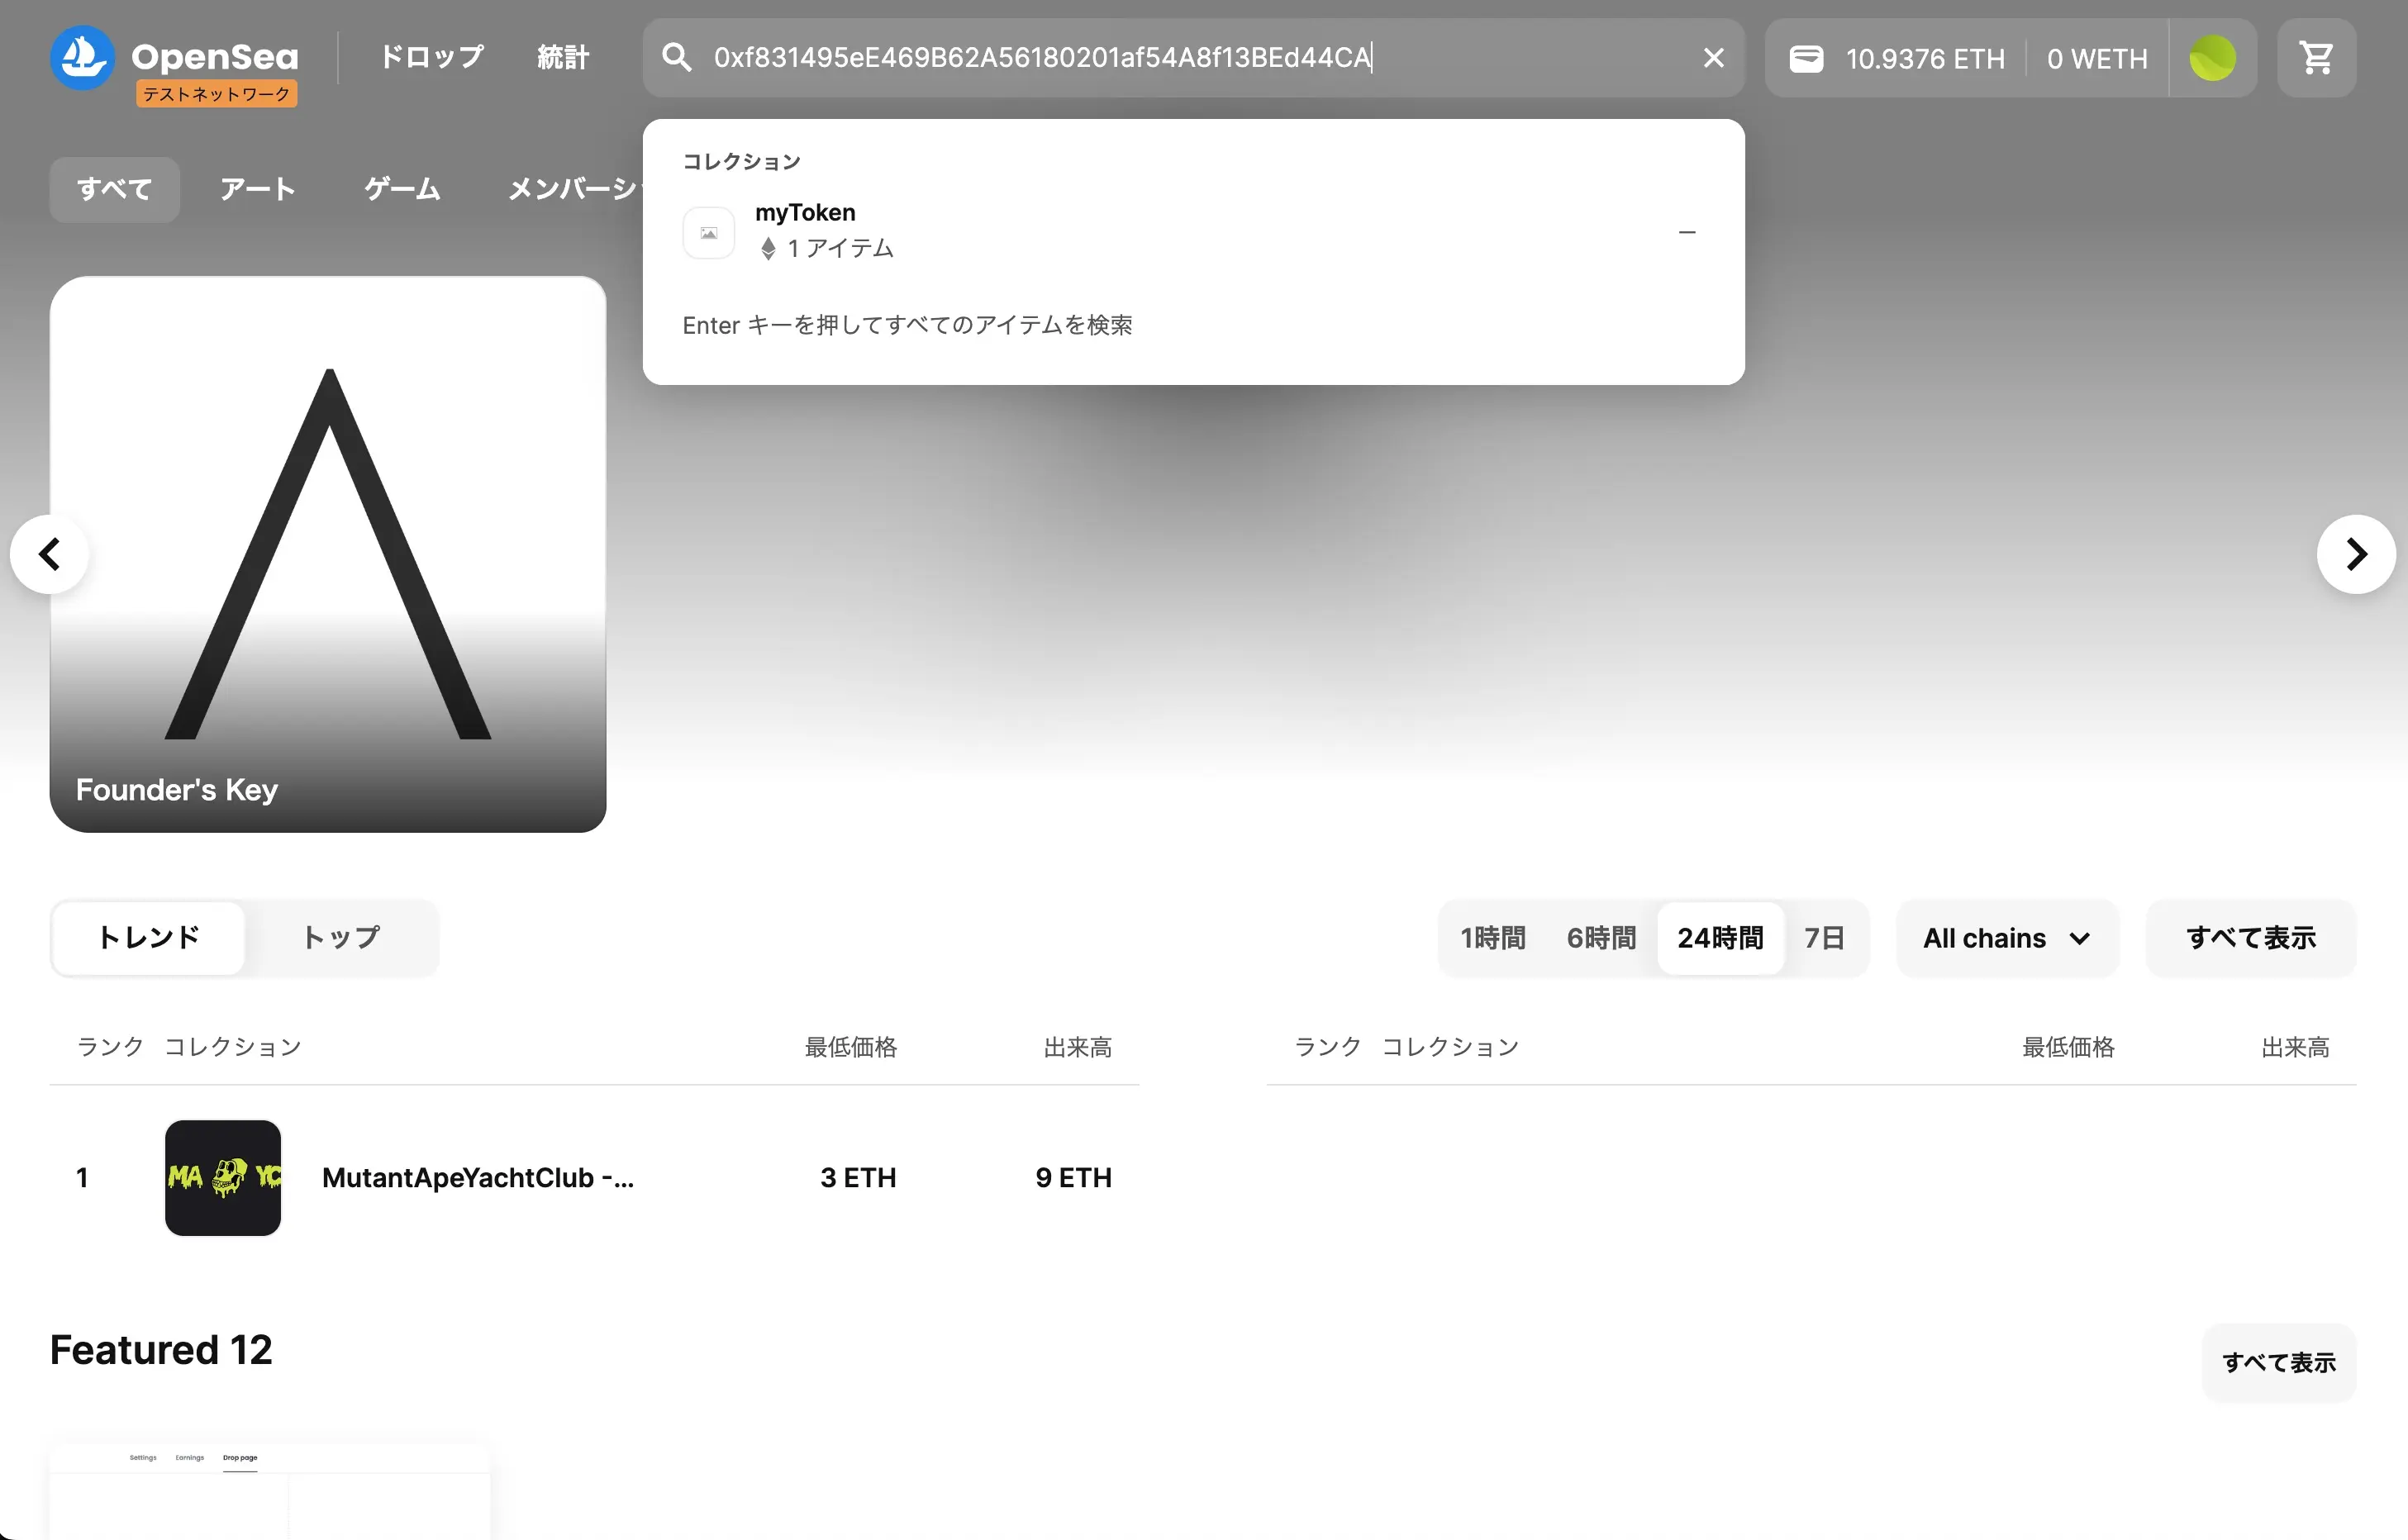 OpenSea
テストネットワーク
ドロップ
統計
0xf831495eE469B62A56180201af54A8f13BEd44CA
10.9376 ETH
0 WETH
すべて
アート
ゲーム
メンバーシ
コレクション
myToken
1 アイテム
—
Enter キーを押してすべてのアイテムを検索
Founder's Key
トレンド
トップ
1時間
6時間
24時間
7日
All chains
すべて表示
ランク
コレクション
最低価格
出来高
ランク
コレクション
最低価格
出来高
1
MA YC
MutantApeYachtClub -...
3 ETH
9 ETH
Featured 12
すべて表示
Settings
Earnings
Drop page